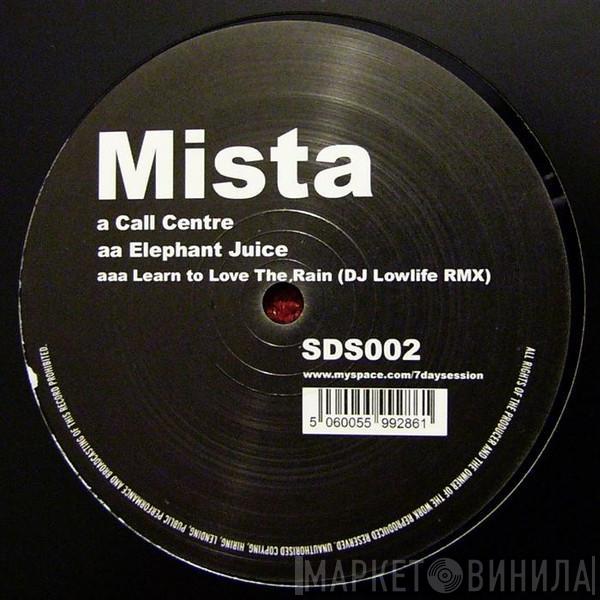 Mista
a Call Centre
aa Elephant Juice
aaa Learn to Love The Rain (DJ Lowlife RMX)
SDS002
www.myspace.com/7daysession
5 060055 992861
ALL RIGHTS OF THE PRODUCER AND THE OWNER OF THE WORK REPRODUCED RESERVED. UNAUTHORISED COPYING, HIRING, LENDING, PUBLIC PERFORMANCE AND BROADCASTING OF THIS RECORD PROHIBITED.
МАРКЕТ ВИНИЛА